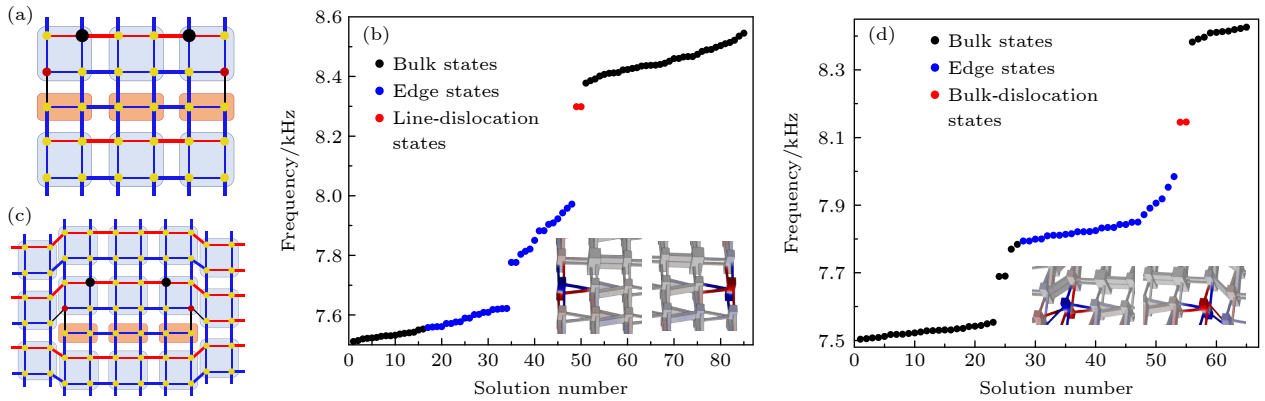 (a)
(b)
8.6
8.4
8.2
8.0
7.8
7.6
Frequency/kHz
Bulk states
Edge states
Line-dislocation
states
0 10 20 30 40 50 60 70 80
Solution number
(c)
(d)
8.3
8.1
7.9
7.7
7.5
Frequency/kHz
Bulk states
Edge states
Bulk-dislocation
states
0 10 20 30 40 50 60
Solution number